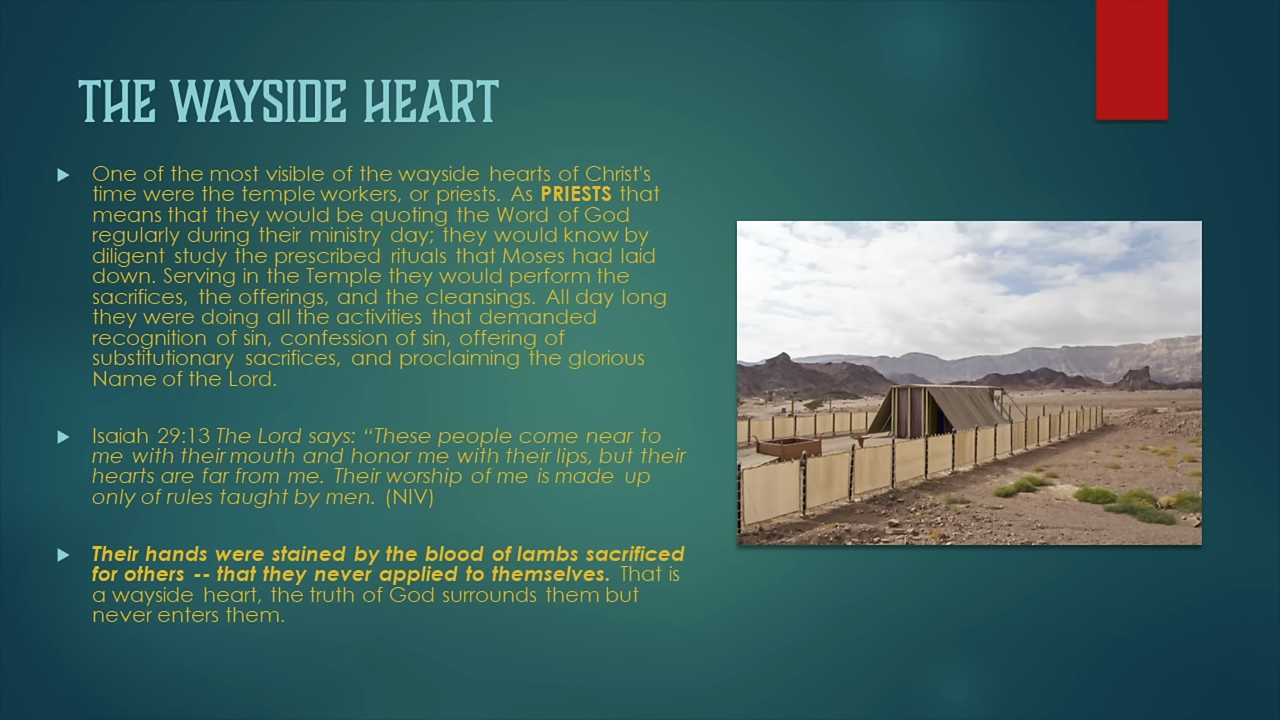 THE WAYSIDE HEART
One of the most visible of the wayside hearts of Christ's
time were the temple workers, or priests. As PRIESTS that
means that they would be quoting the Word of God
regularly during their ministry day; they would know by
diligent study the prescribed rituals that Moses had laid
down. Serving in the Temple they would perform the
sacrifices, the offerings, and the cleansings. All day long
they were doing all the activities that demanded
recognition of sin, confession of sin, offering of
substitutionary sacrifices, and proclaiming the glorious
Name of the Lord.
Isaiah 29:13 The Lord says: “These people come near to
me with their mouth and honor me with their lips, but their
hearts are far from me. Their worship of me is made up
only of rules taught by men. (NIV)
Their hands were stained by the blood of lambs sacrificed
for others -- that they never applied to themselves. That is
a wayside heart, the truth of God surrounds them but
never enters them.